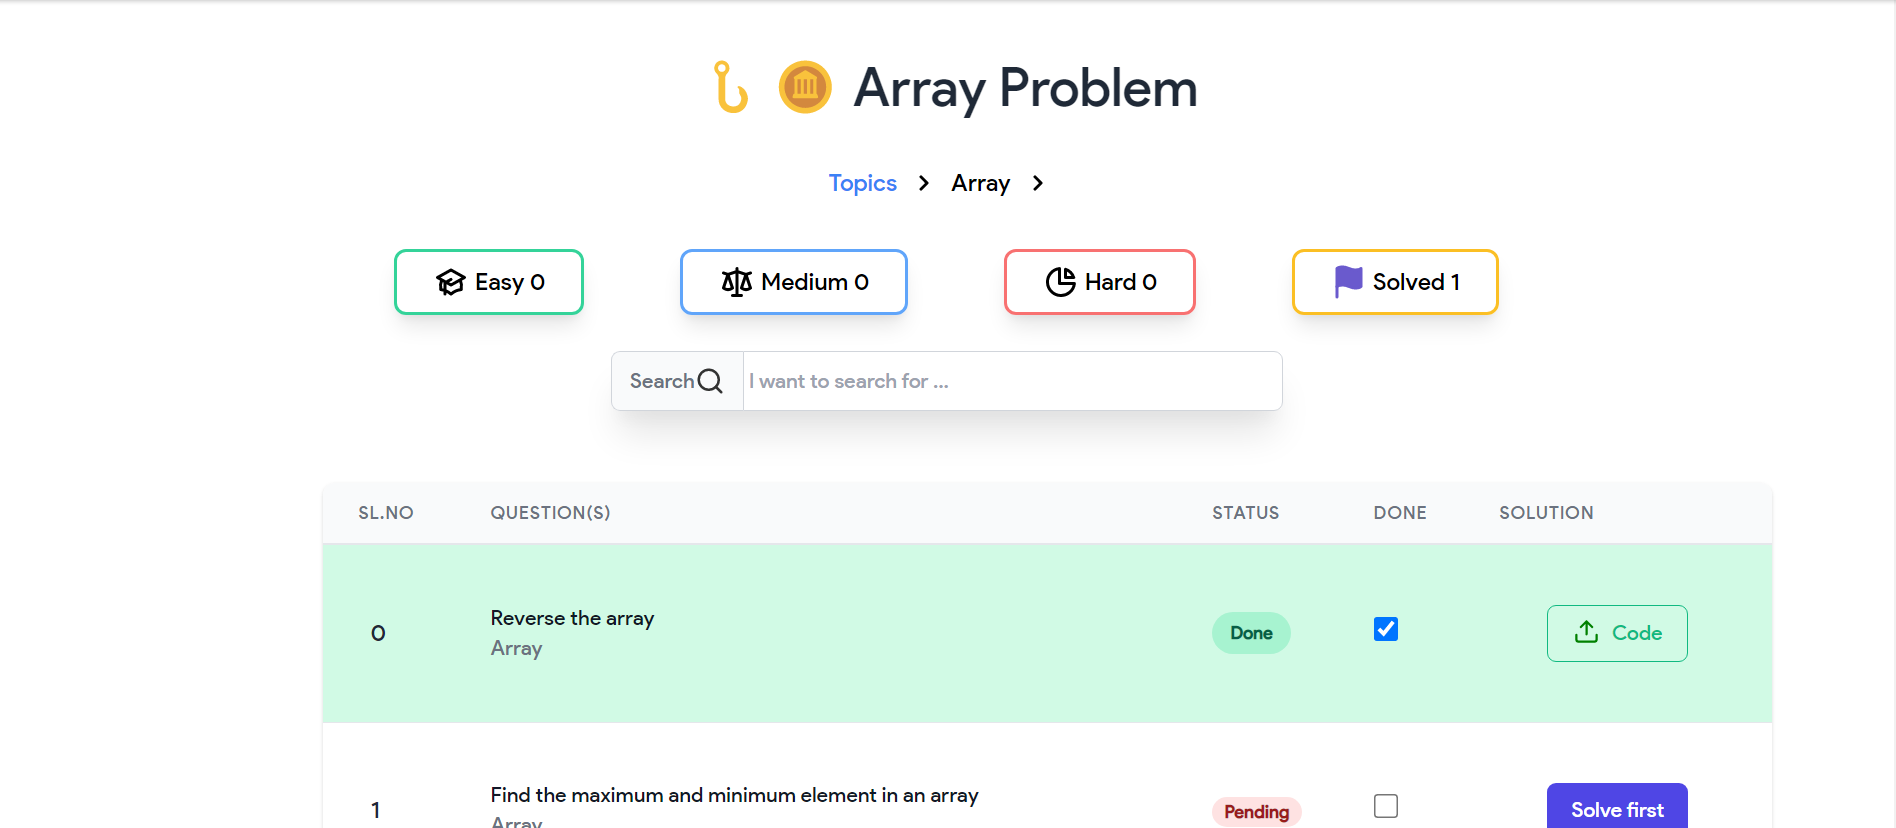 Array Problem
Topics > Array >
Easy 0
Medium 0
Hard 0
Solved 1
Search
I want to search for ...
SL.NO QUESTION(S) STATUS DONE SOLUTION
0
Reverse the array
Array
Done
Code
1
Find the maximum and minimum element in an array
Array
Pending
Solve first